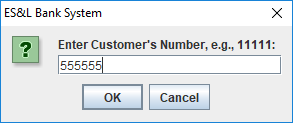 ES&L Bank System
?
Enter Customer's Number, e.g., 11111:
555555
OK Cancel